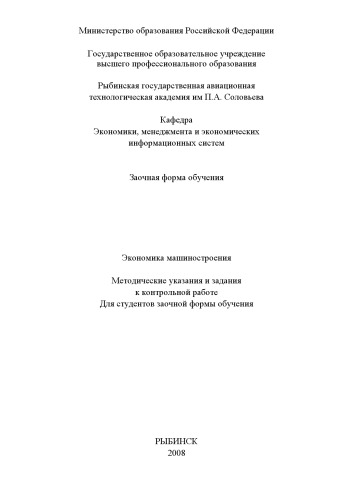 Министерство образования Российской Федерации
Государственное образовательное учреждение
высшего профессионального образования
Рыбинская государственная авиационная
технологическая академия им П.А. Соловьева
Кафедра
Экономики, менеджмента и экономических
информационных систем
Заочная форма обучения
Экономика машиностроения
Методические указания и задания
к контрольной работе
Для студентов заочной формы обучения
РЫБИНСК
2008